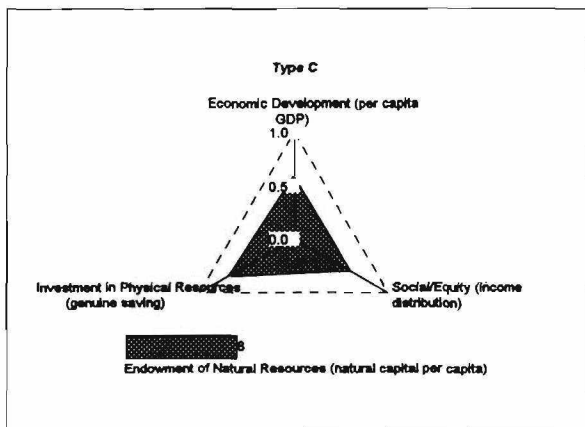 Type C
Economic Development (per capita
GDP)
1.0
0.5
0.0
Investment in Physical Resources
(genuine saving)
Social/Equity (income
distribution)
6
Endowment of Natural Resources (natural capital per capita)